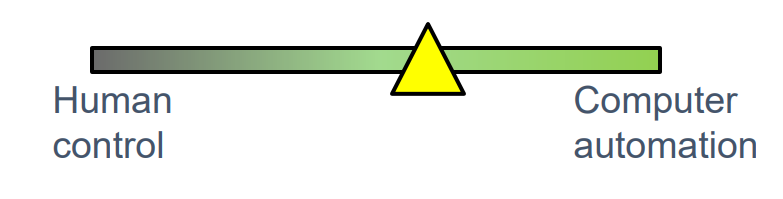 Human
control
Computer
automation